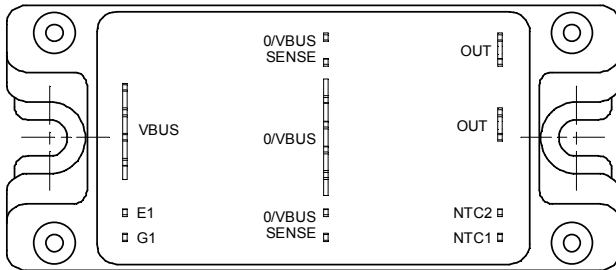 0/VBUS
SENSE
OUT
VBUS
0/VBUS
OUT
E1
0/VBUS
SENSE
NTC2
G1
NTC1